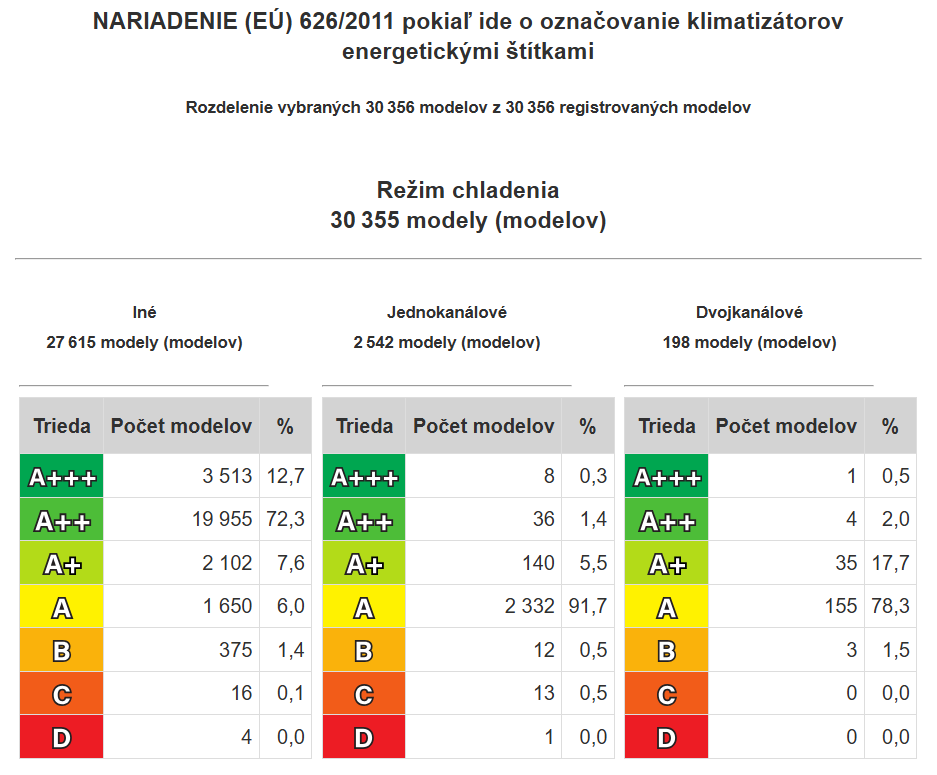 NARIADENIE (EÚ) 626/2011 pokiaľ ide o označovanie klimatizátorov
energetickými štítkami
Rozdelenie vybraných 30 356 modelov z 30 356 registrovaných modelov
Režim chladenia
30 355 modely (modelov)
Iné
27 615 modely (modelov)
Trieda Počet modelov %
A+++ 3 513 12,7
A++ 19 955 72,3
A+ 2 102 7,6
A 1 650 6,0
B 375 1,4
C 16 0,1
D 4 0,0
Jednokanálové
2 542 modely (modelov)
Trieda Počet modelov %
A+++ 8 0,3
A++ 36 1,4
A+ 140 5,5
A 2 332 91,7
B 12 0,5
C 13 0,5
D 1 0,0
Dvojkanálové
198 modely (modelov)
Trieda Počet modelov %
A+++ 1 0,5
A++ 4 2,0
A+ 35 17,7
A 155 78,3
B 3 1,5
C 0 0,0
D 0 0,0